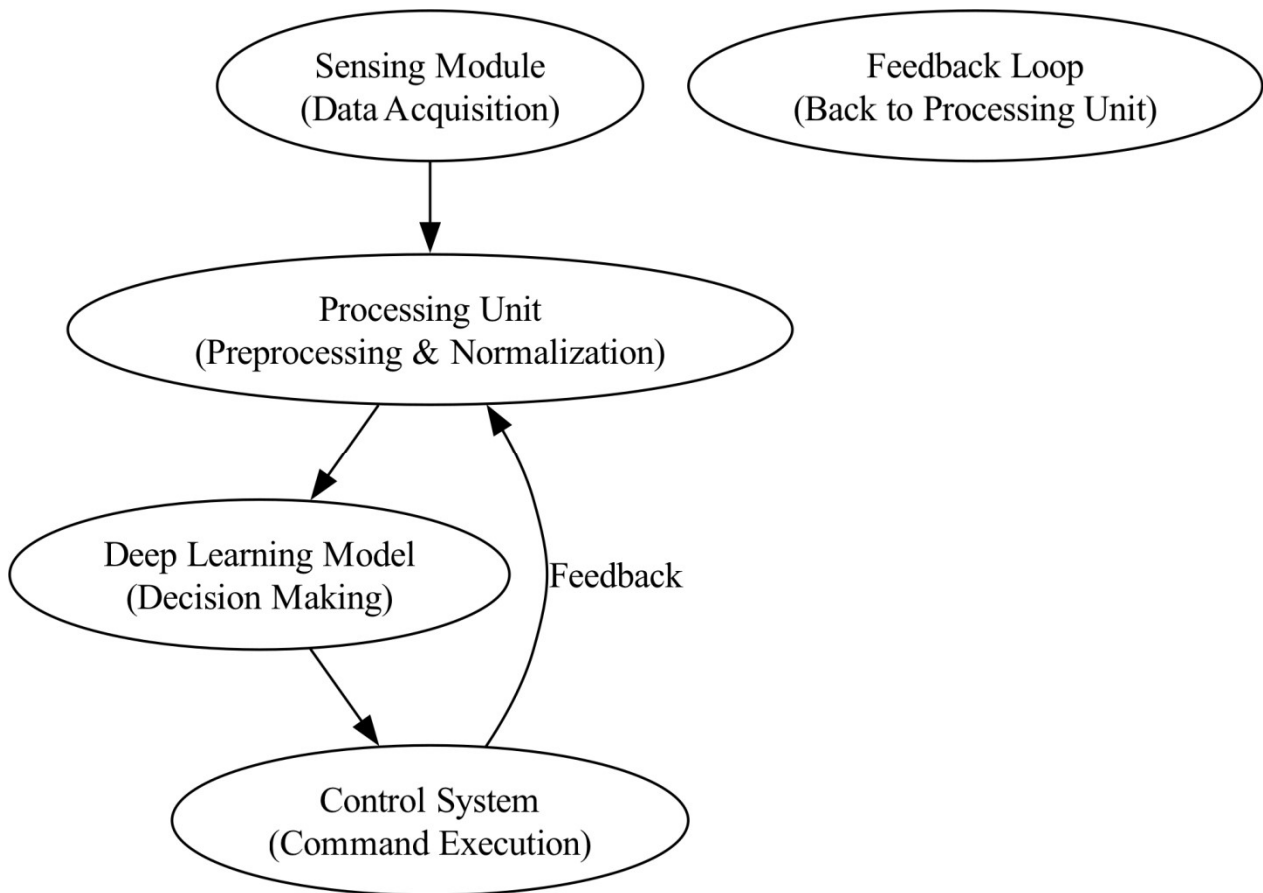 Sensing Module
(Data Acquisition)
Feedback Loop
(Back to Processing Unit)
Processing Unit
(Preprocessing & Normalization)
Deep Learning Model
(Decision Making)
Feedback
Control System
(Command Execution)